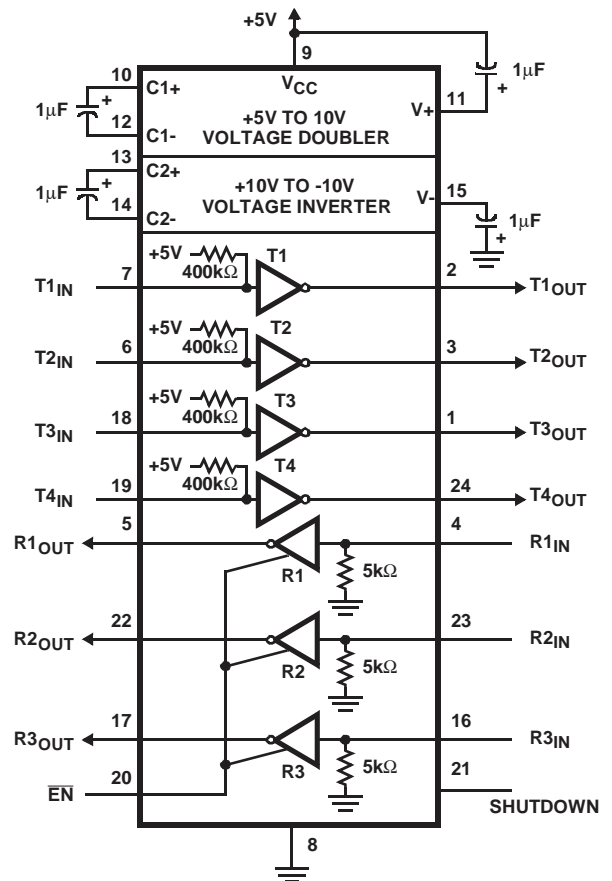 +5V
9
10
C1+
VCC
1µF
+
1µF
+
11
V+
+5V TO 10V
VOLTAGE DOUBLER
12
C1-
13
C2+
1µF
+
+10V TO -10V
VOLTAGE INVERTER
V-
15
14
C2-
1µF
+
+5V
400kΩ
T1
T1IN
7
2
T1OUT
+5V
400kΩ
T2
T2IN
6
3
T2OUT
+5V
400kΩ
T3
T3IN
18
1
T3OUT
+5V
400kΩ
T4
T4IN
19
24
T4OUT
R1OUT
5
4
R1IN
R1
5kΩ
R2OUT
22
23
R2IN
R2
5kΩ
R3OUT
17
16
R3IN
R3
5kΩ
20
EN
21
SHUTDOWN
8